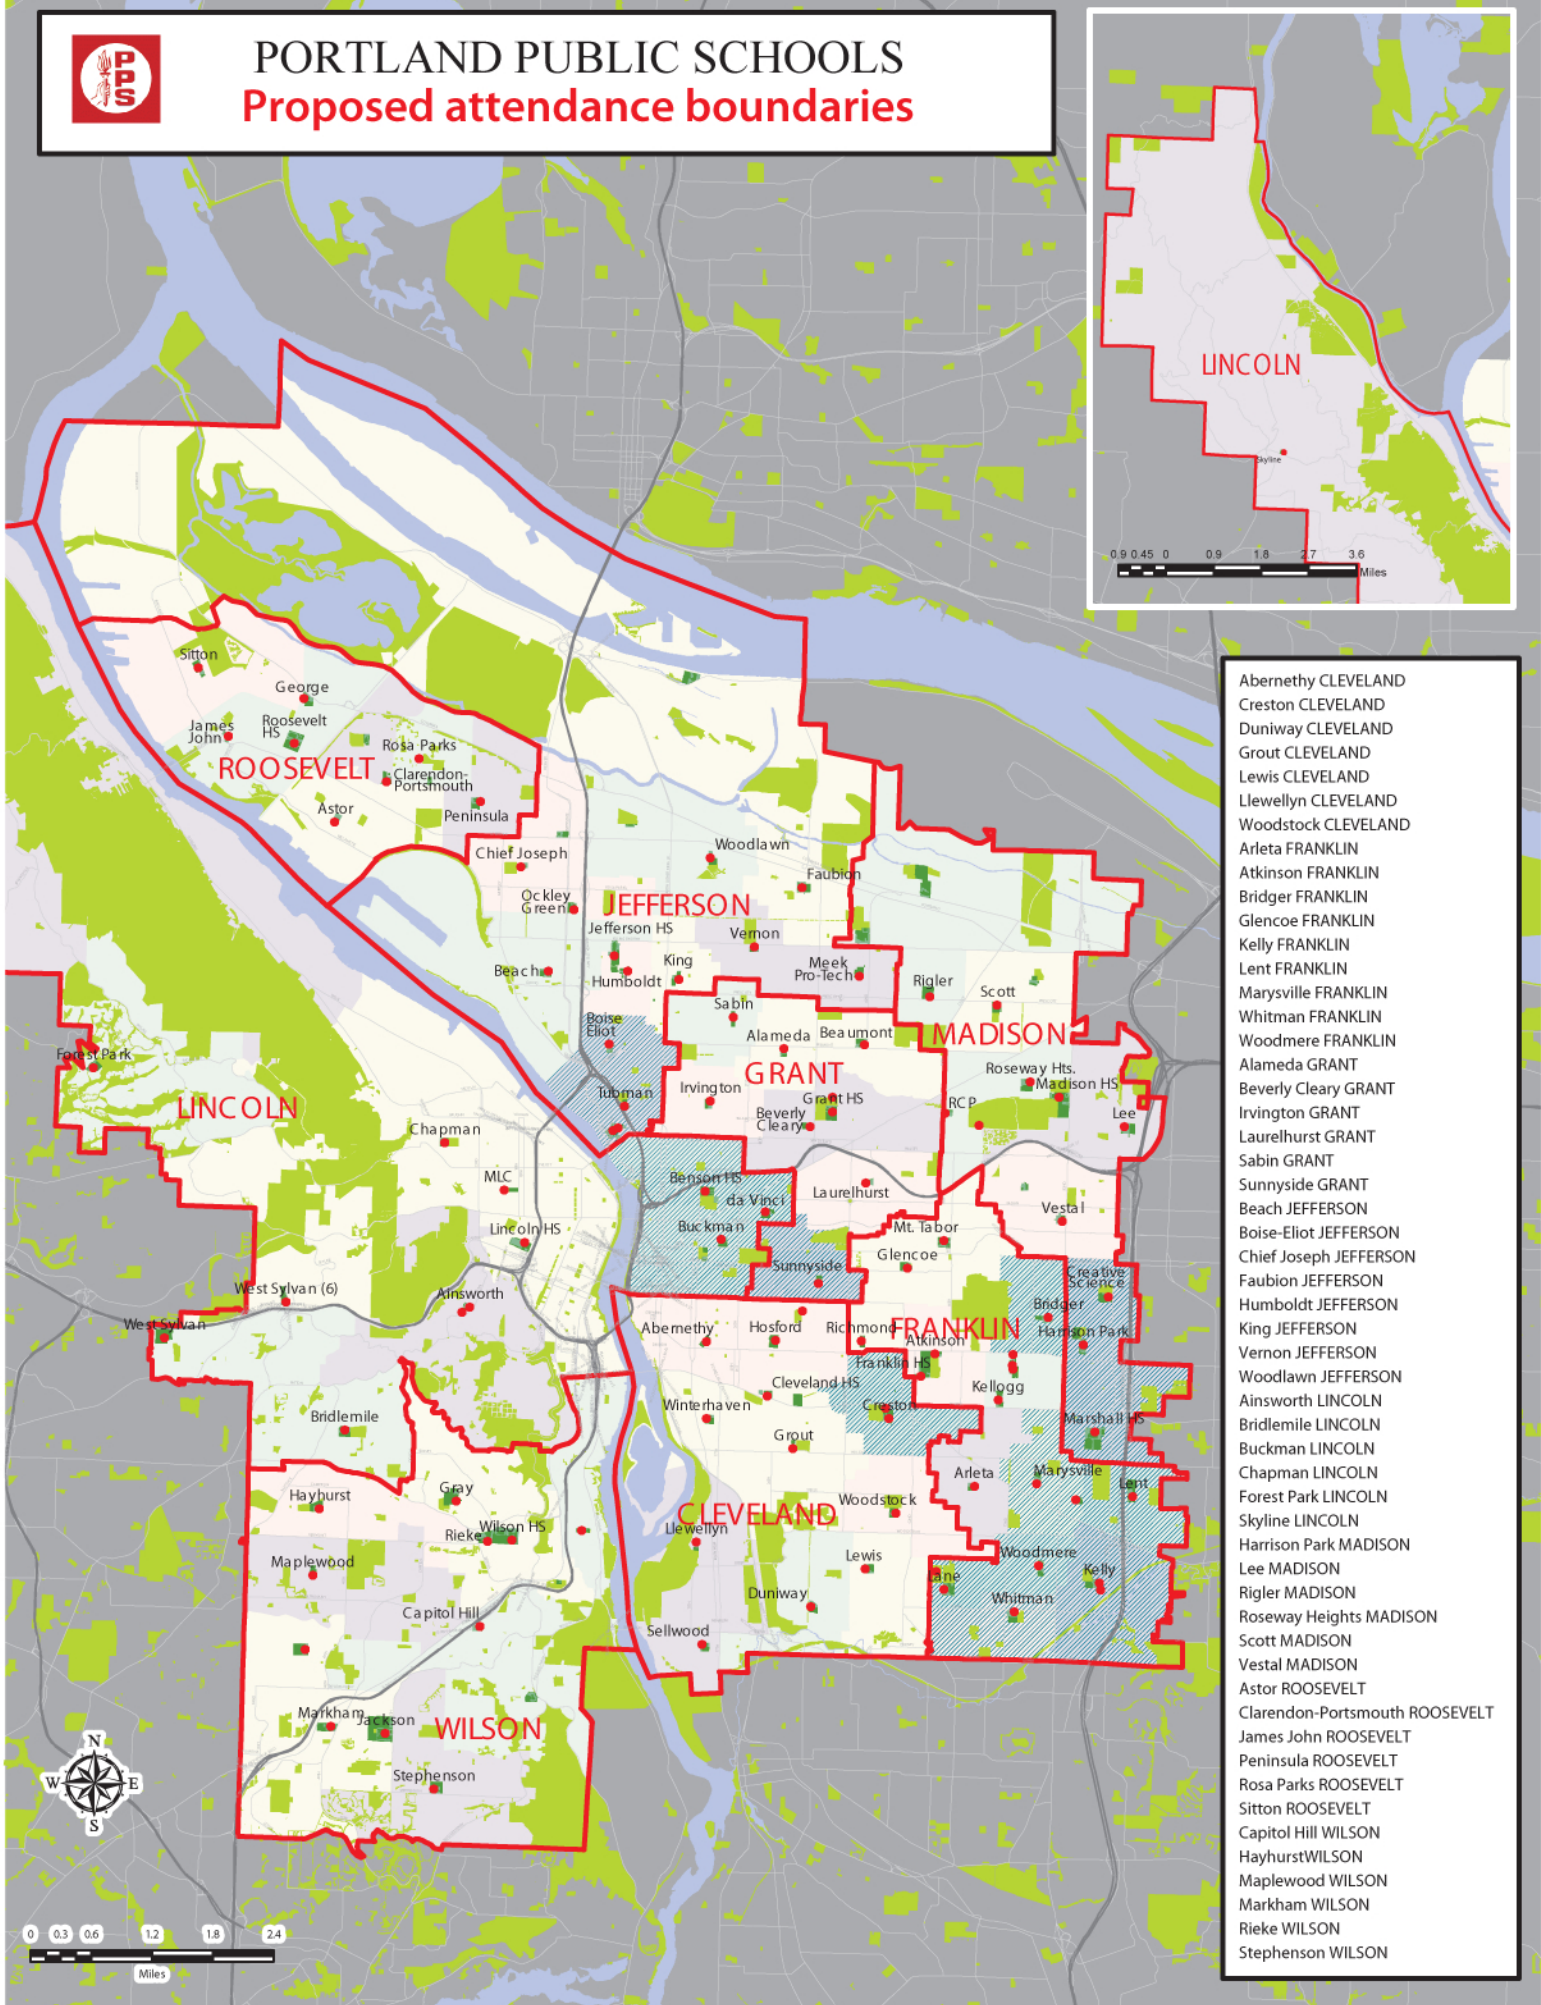 PPS
PORTLAND PUBLIC SCHOOLS
Proposed attendance boundaries
LINCOLN
Skyline
0.9 0.45 0 0.9 1.8 2.7 3.6
Miles
Sitton
George
James
John
Roosevelt
HS
Rosa Parks
ROOSEVELT
Clarendon-
Portsmouth
Astor
Peninsula
Chief Joseph
Woodlawn
Faubion
Ockley
Green
JEFFERSON
Jefferson HS
Vernon
Beach
Humboldt
King
Meek
Pro-Tech
Rigler
Scott
Sabin
Boise
Eliot
Alameda
Beaumont
MADISON
Forest Park
GRANT
Roseway Hts.
Madison HS
Tubman
Irvington
Grant HS
Beverly
Cleary
RCP
Lee
LINCOLN
Chapman
MLC
Benson HS
da Vinci
Laurelhurst
Vestal
Lincoln HS
Buckman
Mt. Tabor
Glencoe
Sunnyside
Creative
Science
West Sylvan (6)
Ainsworth
Bridger
West Sylvan
Abernethy
Hosford
Richmond
FRANKLIN
Harrison Park
Atkinson
Franklin HS
Cleveland HS
Kellogg
Bridlemile
Winterhaven
Creston
Marshall HS
Grout
Arleta
Marysville
Lent
Hayhurst
Gray
Woodstock
CLEVELAND
Rieke
Wilson HS
Llewellyn
Maplewood
Lewis
Woodmere
Lane
Kelly
Duniway
Whitman
Capitol Hill
Sellwood
Markham
Jackson
WILSON
Stephenson
N
W
E
S
0 0.3 0.6 1.2 1.8 2.4
Miles
Abernethy CLEVELAND
Creston CLEVELAND
Duniway CLEVELAND
Grout CLEVELAND
Lewis CLEVELAND
Llewellyn CLEVELAND
Woodstock CLEVELAND
Arleta FRANKLIN
Atkinson FRANKLIN
Bridger FRANKLIN
Glencoe FRANKLIN
Kelly FRANKLIN
Lent FRANKLIN
Marysville FRANKLIN
Whitman FRANKLIN
Woodmere FRANKLIN
Alameda GRANT
Beverly Cleary GRANT
Irvington GRANT
Laurelhurst GRANT
Sabin GRANT
Sunnyside GRANT
Beach JEFFERSON
Boise-Eliot JEFFERSON
Chief Joseph JEFFERSON
Faubion JEFFERSON
Humboldt JEFFERSON
King JEFFERSON
Vernon JEFFERSON
Woodlawn JEFFERSON
Ainsworth LINCOLN
Bridlemile LINCOLN
Buckman LINCOLN
Chapman LINCOLN
Forest Park LINCOLN
Skyline LINCOLN
Harrison Park MADISON
Lee MADISON
Rigler MADISON
Roseway Heights MADISON
Scott MADISON
Vestal MADISON
Astor ROOSEVELT
Clarendon-Portsmouth ROOSEVELT
James John ROOSEVELT
Peninsula ROOSEVELT
Rosa Parks ROOSEVELT
Sitton ROOSEVELT
Capitol Hill WILSON
HayhurstWILSON
Maplewood WILSON
Markham WILSON
Rieke WILSON
Stephenson WILSON